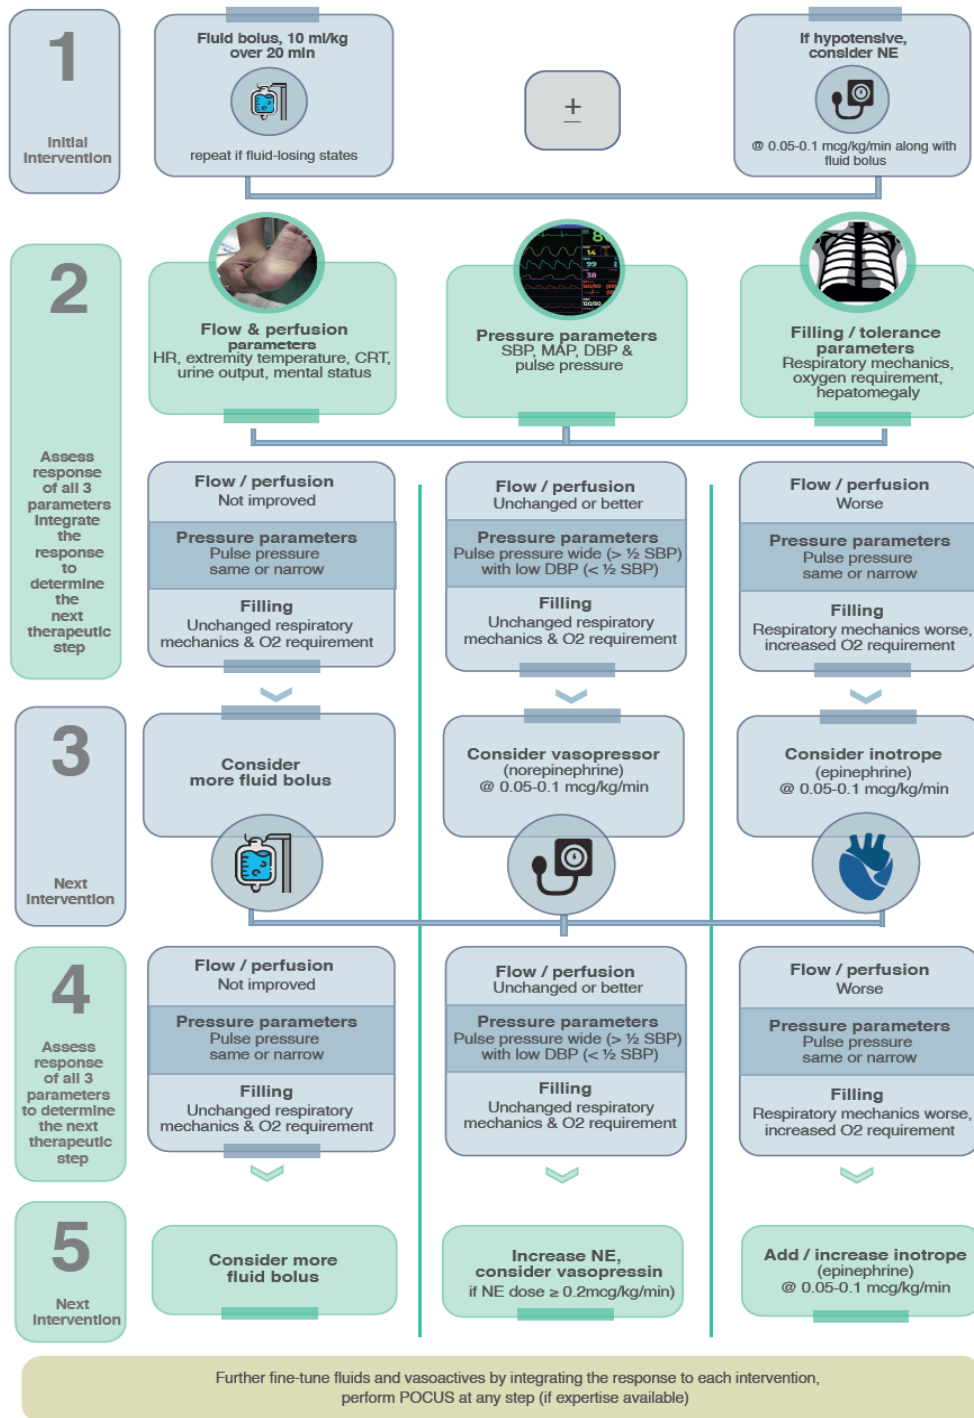 1
Initial
Intervention
Fluid bolus, 10 ml/kg
over 20 min
repeat if fluid-losing states
+
If hypotensive,
consider NE
@ 0.05-0.1 mcg/kg/min along with
fluid bolus
2
Assess
response
of all 3
parameters
Integrate
the
response
to
determine
the
next
therapeutic
step
Flow & perfusion
parameters
HR, extremity temperature, CRT,
urine output, mental status
14
99
38
120/80
Pressure parameters
SBP, MAP, DBP &
pulse pressure
Filling / tolerance
parameters
Respiratory mechanics,
oxygen requirement,
hepatomegaly
Flow / perfusion
Not improved
Pressure parameters
Pulse pressure
same or narrow
Filling
Unchanged respiratory
mechanics & O2 requirement
Flow / perfusion
Unchanged or better
Pressure parameters
Pulse pressure wide (> ½ SBP)
with low DBP (< ½ SBP)
Filling
Unchanged respiratory
mechanics & O2 requirement
Flow / perfusion
Worse
Pressure parameters
Pulse pressure
same or narrow
Filling
Respiratory mechanics worse,
increased O2 requirement
3
Next
Intervention
Consider
more fluid bolus
Consider vasopressor
(norepinephrine)
@ 0.05-0.1 mcg/kg/min
Consider inotrope
(epinephrine)
@ 0.05-0.1 mcg/kg/min
4
Assess
response
of all 3
parameters
to determine
the next
therapeutic
step
Flow / perfusion
Not improved
Pressure parameters
Pulse pressure
same or narrow
Filling
Unchanged respiratory
mechanics & O2 requirement
Flow / perfusion
Unchanged or better
Pressure parameters
Pulse pressure wide (> ½ SBP)
with low DBP (< ½ SBP)
Filling
Unchanged respiratory
mechanics & O2 requirement
Flow / perfusion
Worse
Pressure parameters
Pulse pressure
same or narrow
Filling
Respiratory mechanics worse,
increased O2 requirement
5
Next
Intervention
Consider more
fluid bolus
Increase NE,
consider vasopressin
if NE dose ≥ 0.2mcg/kg/min)
Add / increase inotrope
(epinephrine)
@ 0.05-0.1 mcg/kg/min
Further fine-tune fluids and vasoactives by integrating the response to each intervention,
perform POCUS at any step (if expertise available)